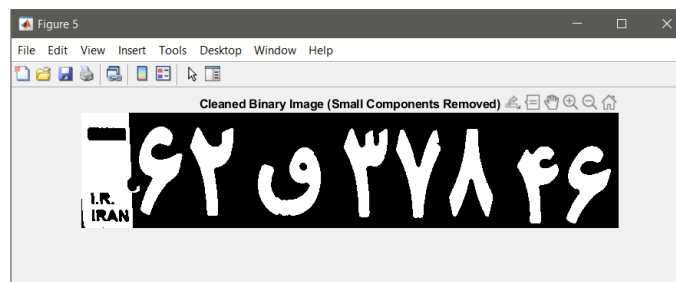 Figure 5
File Edit View Insert Tools Desktop Window Help
Cleaned Binary Image (Small Components Removed)
۶۲ ق ۳۷۸ ۴۶
I.R.
IRAN